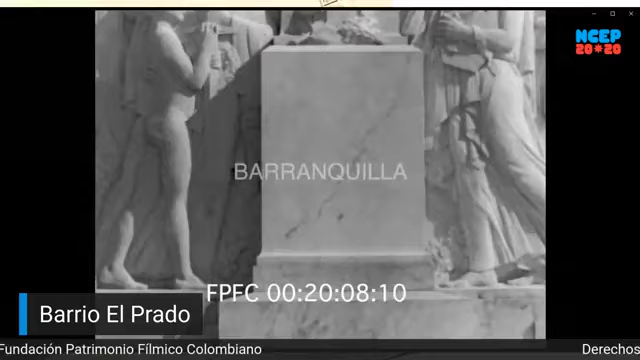 NCEP
20*20
BARRANQUILLA
FPFC 00:20:08:10
Barrio El Prado
Fundación Patrimonio Fílmico Colombiano
Derechos